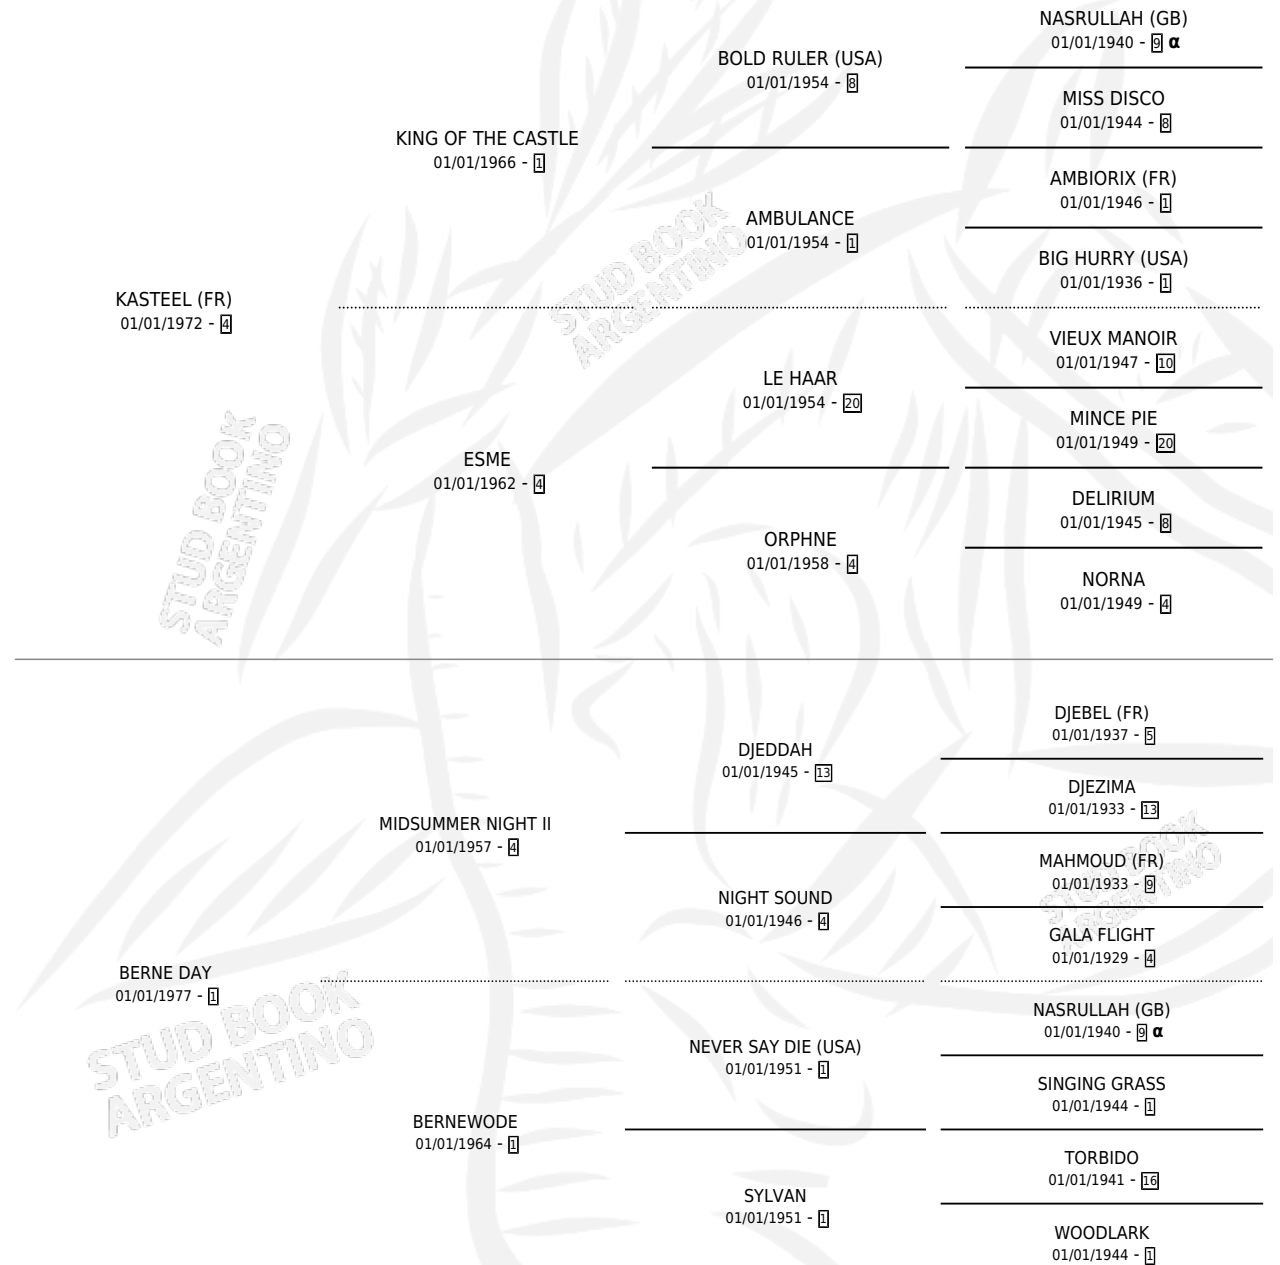 NASRULLAH (GB)
01/01/1940 - 9 α
BOLD RULER (USA)
01/01/1954 - 8
MISS DISCO
01/01/1944 - 8
KING OF THE CASTLE
01/01/1966 - 1
AMBIORIX (FR)
01/01/1946 - 1
AMBULANCE
01/01/1954 - 1
BIG HURRY (USA)
01/01/1936 - 1
KASTEEL (FR)
01/01/1972 - 4
VIEUX MANOIR
01/01/1947 - 10
LE HAAR
01/01/1954 - 20
MINCE PIE
01/01/1949 - 20
ESME
01/01/1962 - 4
DELIRIUM
01/01/1945 - 8
ORPHNE
01/01/1958 - 4
NORNA
01/01/1949 - 4
DJEBEL (FR)
01/01/1937 - 5
DJEDDAH
01/01/1945 - 13
DJEZIMA
01/01/1933 - 13
MIDSUMMER NIGHT II
01/01/1957 - 4
MAHMOUD (FR)
01/01/1933 - 9
NIGHT SOUND
01/01/1946 - 4
GALA FLIGHT
01/01/1929 - 4
BERNE DAY
01/01/1977 - 1
NASRULLAH (GB)
01/01/1940 - 9 α
NEVER SAY DIE (USA)
01/01/1951 - 1
SINGING GRASS
01/01/1944 - 1
BERNEWODE
01/01/1964 - 1
TORBIDO
01/01/1941 - 16
SYLVAN
01/01/1951 - 1
WOODLARK
01/01/1944 - 1
STUD BOOK
ARGENTINO
STUD BOOK
ARGENTINO
STUD BOOK
ARGENTINO
STUD BOOK
ARGENTINO